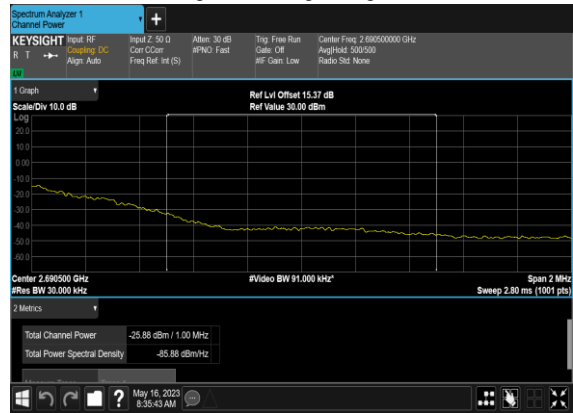 Spectrum Analyzer 1
Channel Power
KEYSIGHT Input: RF Input Z: 50 Ω Atten: 30 dB Trig: Free Run Center Freq: 2.690500000 GHz
R T Coupling: DC Corr CCorr #PNO: Fast Gate: Off Avg|Hold: 500/500
Align: Auto Freq Ref: Int (S) #IF Gain: Low Radio Std: None
1 Graph
Ref Lvl Offset 15.37 dB
Scale/Div 10.0 dB Ref Value 30.00 dBm
Log
20.0
10.0
0.00
-10.0
-20.0
-30.0
-40.0
-50.0
-60.0
Center 2.690500 GHz #Video BW 91.000 kHz* Span 2 MHz
#Res BW 30.000 kHz Sweep 2.80 ms (1001 pts)
2 Metrics
Total Channel Power -25.88 dBm / 1.00 MHz
Total Power Spectral Density -85.88 dBm/Hz
? May 16, 2023
8:35:43 AM